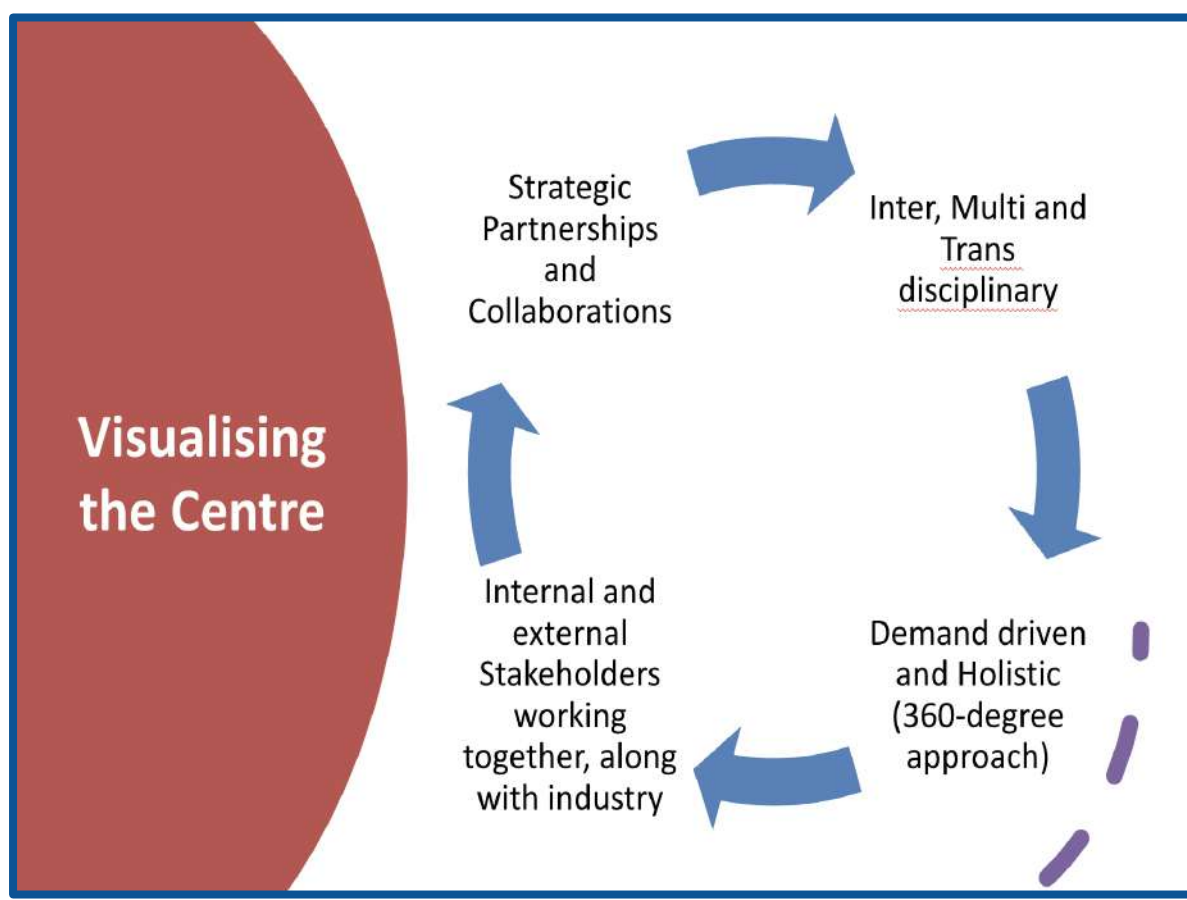 Visualising
the Centre
Strategic
Partnerships
and
Collaborations
Inter, Multi and
Trans
disciplinary
Demand driven
and Holistic
(360-degree
approach)
Internal and
external
Stakeholders
working
together, along
with industry